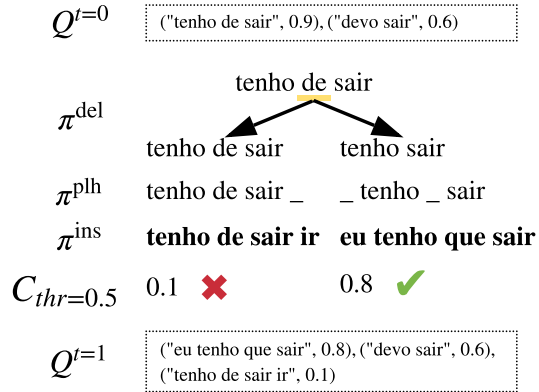 Q^{t=0} ("tenho de sair", 0.9), ("devo sair", 0.6)
tenho de sair
π^{del}
tenho de sair tenho sair
π^{plh} tenho de sair _ _ tenho _ sair
π^{ins} tenho de sair ir eu tenho que sair
C_{thr=0.5} 0.1 ✖ 0.8 ✔
Q^{t=1} ("eu tenho que sair", 0.8), ("devo sair", 0.6),
("tenho de sair ir", 0.1)